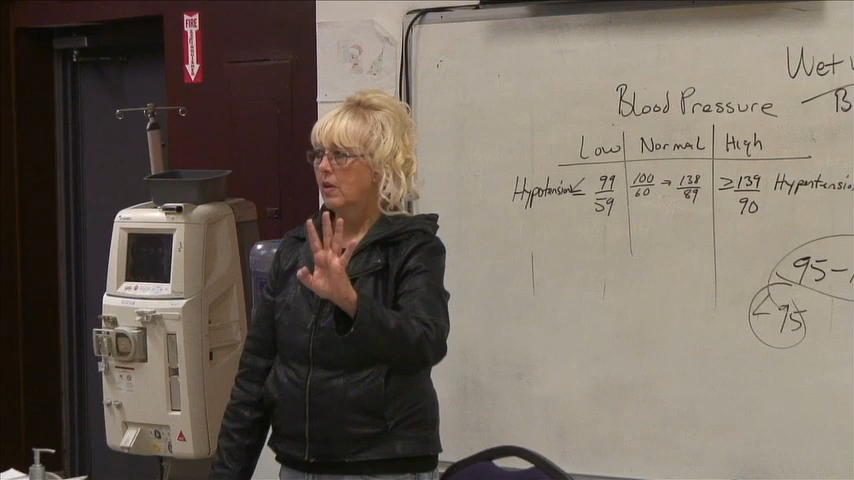 FIRE
Wet
Blood Pressure
Low Normal High
Hypotension ≤ 99/59 100/60 → 138/89 ≥ 139/90 Hypertension
95-
< 95